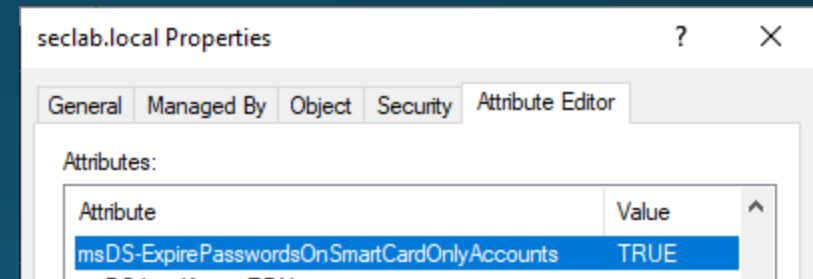 seclab.local Properties ? ×
General Managed By Object Security Attribute Editor
Attributes:
Attribute Value
msDS-ExpirePasswordsOnSmartCardOnlyAccounts TRUE